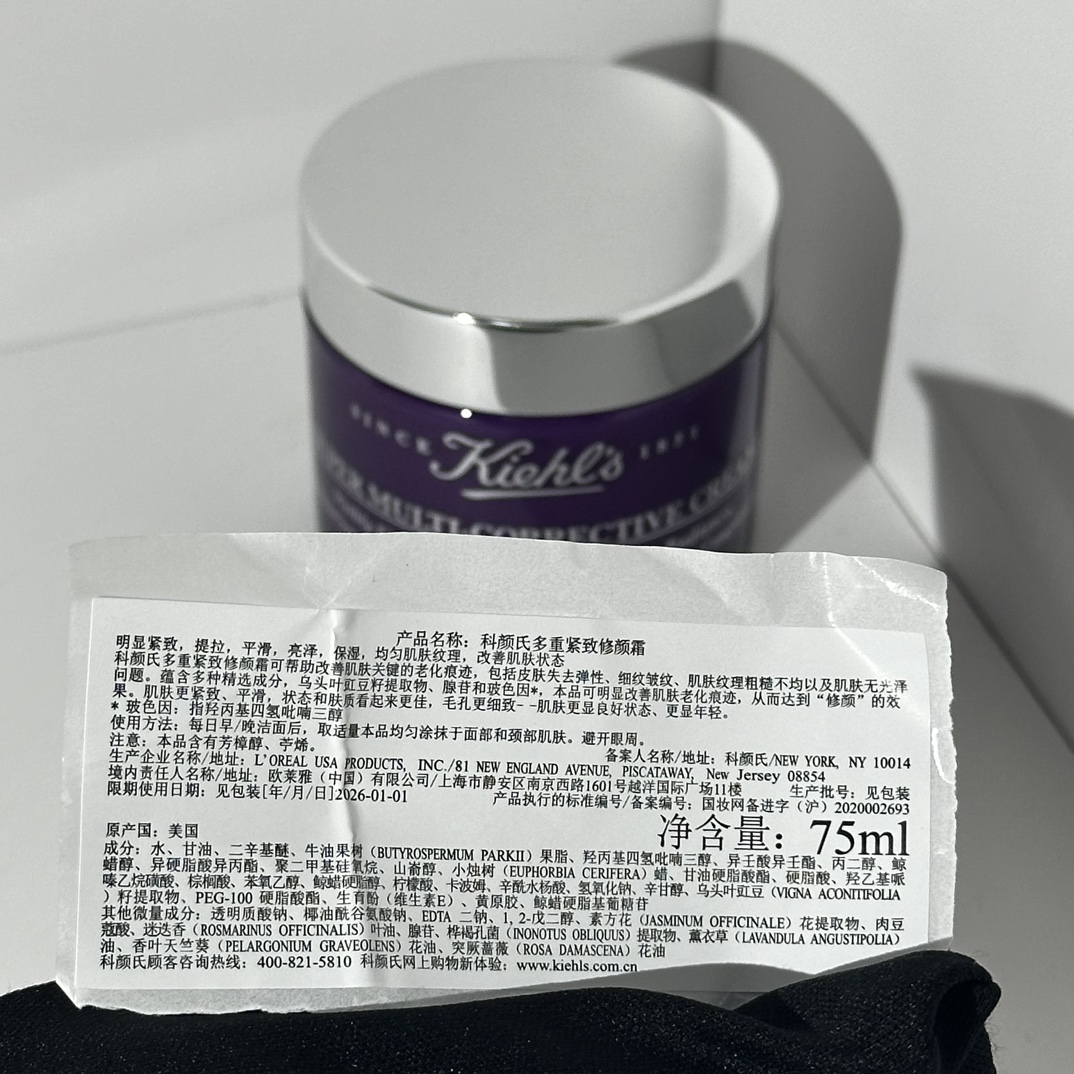 SINCE Kiehl's 1851
SUPER MULTI-CORRECTIVE CREAM
产品名称：科颜氏多重紧致修颜霜
明显紧致，提拉，平滑，亮泽，保湿，均匀肌肤纹理，改善肌肤状态
科颜氏多重紧致修颜霜可帮助改善肌肤关键的老化痕迹，包括皮肤失去弹性、细纹皱纹、肌肤纹理粗糙不均以及肌肤无光泽
问题。蕴含多种精选成分，乌头叶豇豆籽提取物、腺苷和玻色因*，本品可明显改善肌肤老化痕迹，从而达到“修颜”的效
果。肌肤更紧致、平滑，状态和肤质看起来更佳，毛孔更细致--肌肤更显良好状态、更显年轻。
* 玻色因：指羟丙基四氢吡喃三醇
使用方法：每日早/晚洁面后，取适量本品均匀涂抹于面部和颈部肌肤。避开眼周。
注意：本品含有芳樟醇、苧烯。
备案人名称/地址：科颜氏/NEW YORK, NY 10014
生产企业名称/地址：L'OREAL USA PRODUCTS, INC./81 NEW ENGLAND AVENUE, PISCATAWAY, New Jersey 08854
境内责任人名称/地址：欧莱雅（中国）有限公司/上海市静安区南京西路1601号越洋国际广场11楼 生产批号：见包装
限期使用日期：见包装[年/月/日]2026-01-01 产品执行的标准编号/备案编号：国妆网备进字（沪）2020002693
净含量：75ml
原产国：美国
成分：水、甘油、二辛基醚、牛油果树（BUTYROSPERMUM PARKII）果脂、羟丙基四氢吡喃三醇、异壬酸异壬酯、丙二醇、鲸
蜡醇、异硬脂酸异丙酯、聚二甲基硅氧烷、山嵛醇、小烛树（EUPHORBIA CERIFERA）蜡、甘油硬脂酸酯、硬脂酸、羟乙基哌
嗪乙烷磺酸、棕榈酸、苯氧乙醇、鲸蜡硬脂醇、柠檬酸、卡波姆、辛酰水杨酸、氢氧化钠、辛甘醇、乌头叶豇豆（VIGNA ACONITIFOLIA
）籽提取物、PEG-100 硬脂酸酯、生育酚（维生素E）、黄原胶、鲸蜡硬脂基葡糖苷
其他微量成分：透明质酸钠、椰油酰谷氨酸钠、EDTA 二钠、1, 2-戊二醇、素方花（JASMINUM OFFICINALE）花提取物、肉豆
蔻酸、迷迭香（ROSMARINUS OFFICINALIS）叶油、腺苷、桦褐孔菌（INONOTUS OBLIQUUS）提取物、薰衣草（LAVANDULA ANGUSTIFOLIA）
油、香叶天竺葵（PELARGONIUM GRAVEOLENS）花油、突厥蔷薇（ROSA DAMASCENA）花油
科颜氏顾客咨询热线：400-821-5810 科颜氏网上购物新体验：www.kiehls.com.cn